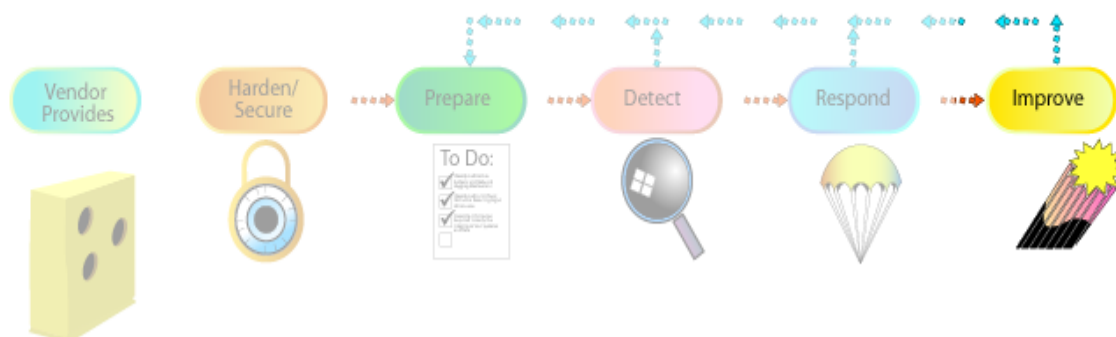 Vendor
Provides
Harden/
Secure
Prepare
Detect
Respond
Improve
To Do: